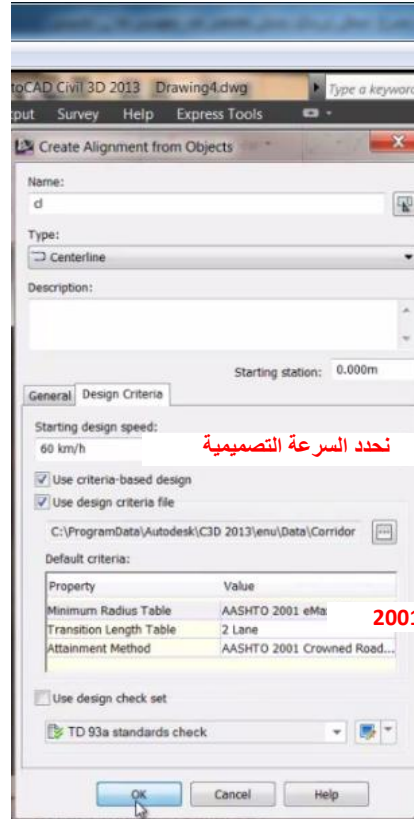 toCAD Civil 3D 2013 Drawing4.dwg Type a keyword
put Survey Help Express Tools
Create Alignment from Objects
Name:
cl
Type:
Centerline
Description:
Starting station: 0.000m
General Design Criteria
Starting design speed:
60 km/h نحدد السرعة التصميمية
Use criteria-based design
Use design criteria file
C:\ProgramData\Autodesk\C3D 2013\enu\Data\Corridor
Default criteria:
Property Value
Minimum Radius Table AASHTO 2001 eMa 2001
Transition Length Table 2 Lane
Attainment Method AASHTO 2001 Crowned Road...
Use design check set
TD 93a standards check
OK Cancel Help